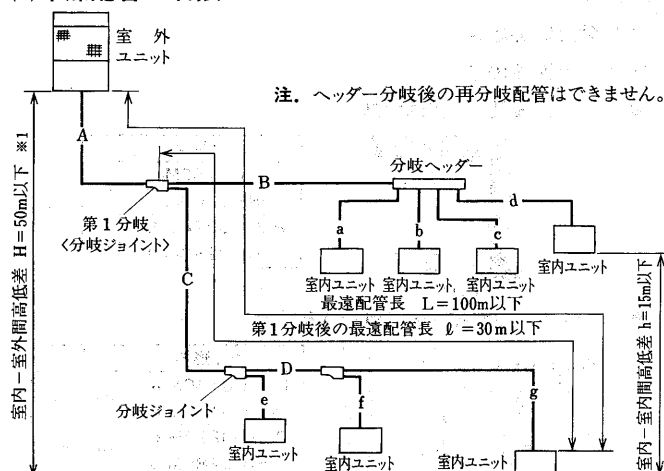 室外
ユニット
注. ヘッダー分岐後の再分岐配管はできません。
A
B
分岐ヘッダー
第1分岐
〈分岐ジョイント〉
a
b
c
d
室内ユニット
室内ユニット
室内ユニット
室内ユニット
C
最遠配管長 L=100m以下
第1分岐後の最遠配管長 ℓ=30m以下
D
分岐ジョイント
e
f
g
室内ユニット
室内ユニット
室内ユニット
室内-室外間高低差 H=50m以下 ※1
室内-室内間高低差 h=15m以下